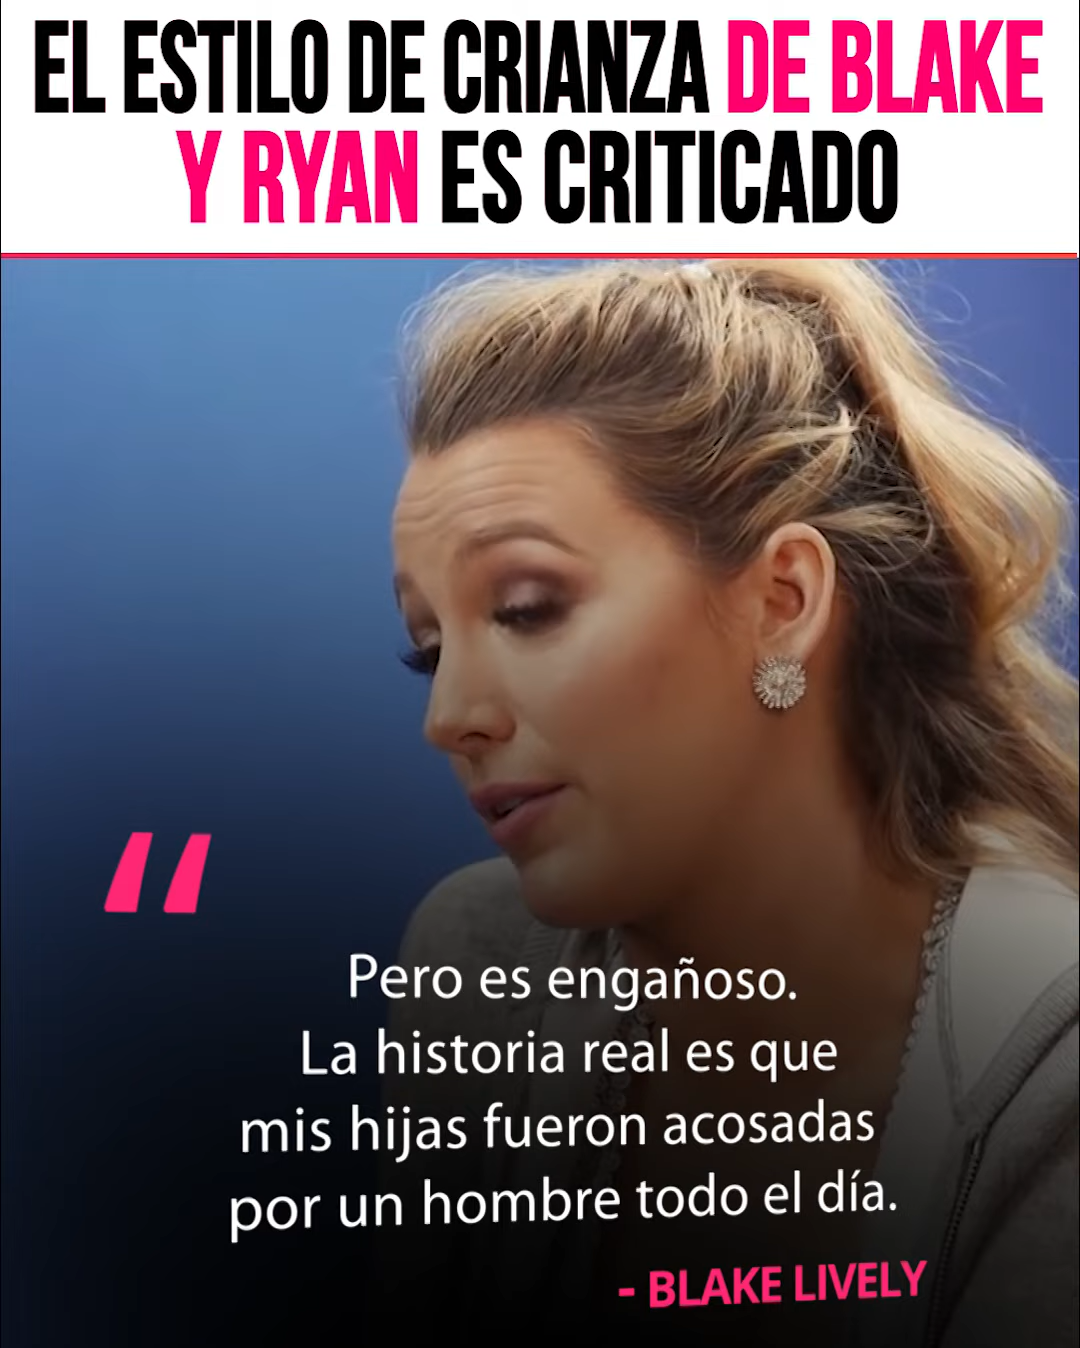 EL ESTILO DE CRIANZA DE BLAKE
Y RYAN ES CRITICADO
“
Pero es engañoso.
La historia real es que
mis hijas fueron acosadas
por un hombre todo el día.
- BLAKE LIVELY